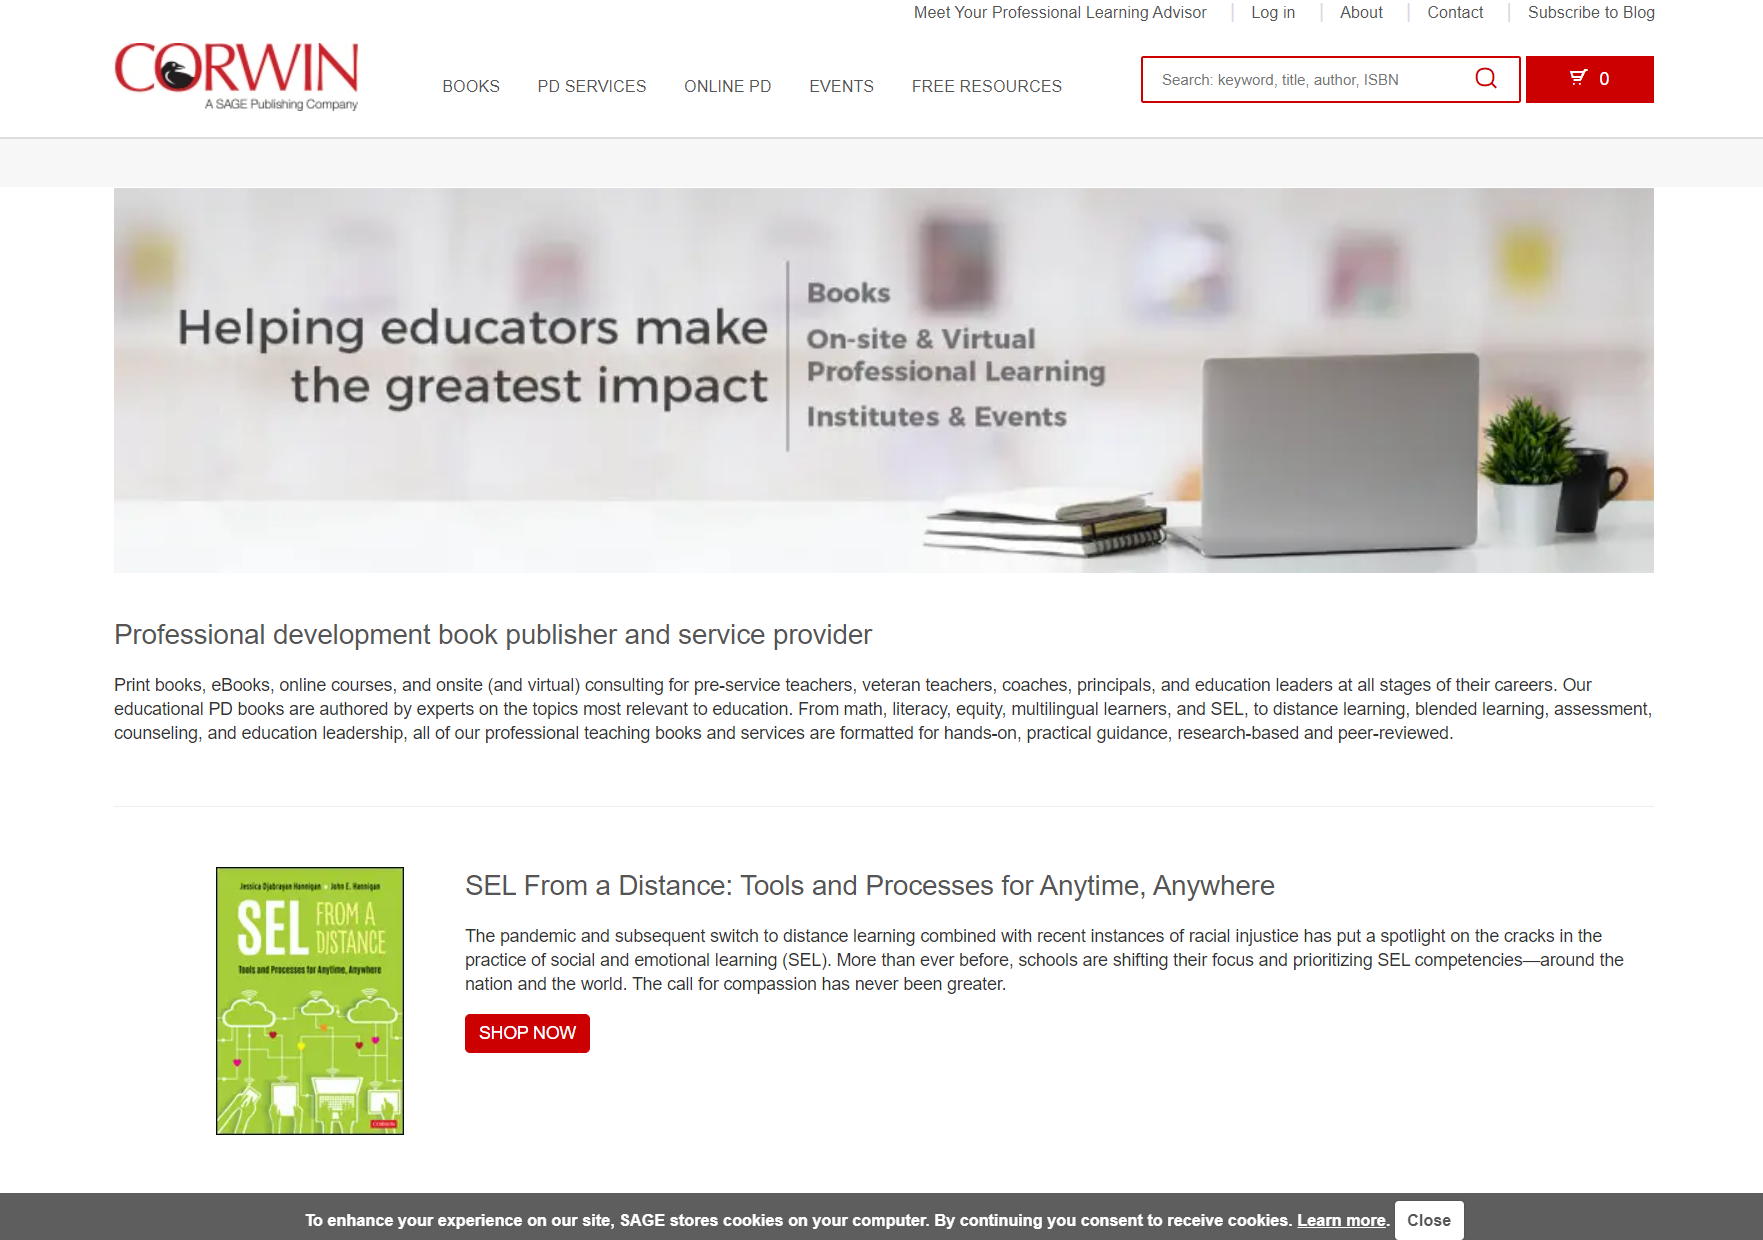 Meet Your Professional Learning Advisor
Log in
About
Contact
Subscribe to Blog
CORWIN
A SAGE Publishing Company
BOOKS
PD SERVICES
ONLINE PD
EVENTS
FREE RESOURCES
Search: keyword, title, author, ISBN
0
Helping educators make
the greatest impact
Books
On-site & Virtual
Professional Learning
Institutes & Events
Professional development book publisher and service provider
Print books, eBooks, online courses, and onsite (and virtual) consulting for pre-service teachers, veteran teachers, coaches, principals, and education leaders at all stages of their careers. Our
educational PD books are authored by experts on the topics most relevant to education. From math, literacy, equity, multilingual learners, and SEL, to distance learning, blended learning, assessment,
counseling, and education leadership, all of our professional teaching books and services are formatted for hands-on, practical guidance, research-based and peer-reviewed.
Jessica Djabrayan Hannigan • John E. Hannigan
SEL FROM A
DISTANCE
Tools and Processes for Anytime, Anywhere
CORWIN
SEL From a Distance: Tools and Processes for Anytime, Anywhere
The pandemic and subsequent switch to distance learning combined with recent instances of racial injustice has put a spotlight on the cracks in the
practice of social and emotional learning (SEL). More than ever before, schools are shifting their focus and prioritizing SEL competencies—around the
nation and the world. The call for compassion has never been greater.
SHOP NOW
To enhance your experience on our site, SAGE stores cookies on your computer. By continuing you consent to receive cookies. Learn more. Close